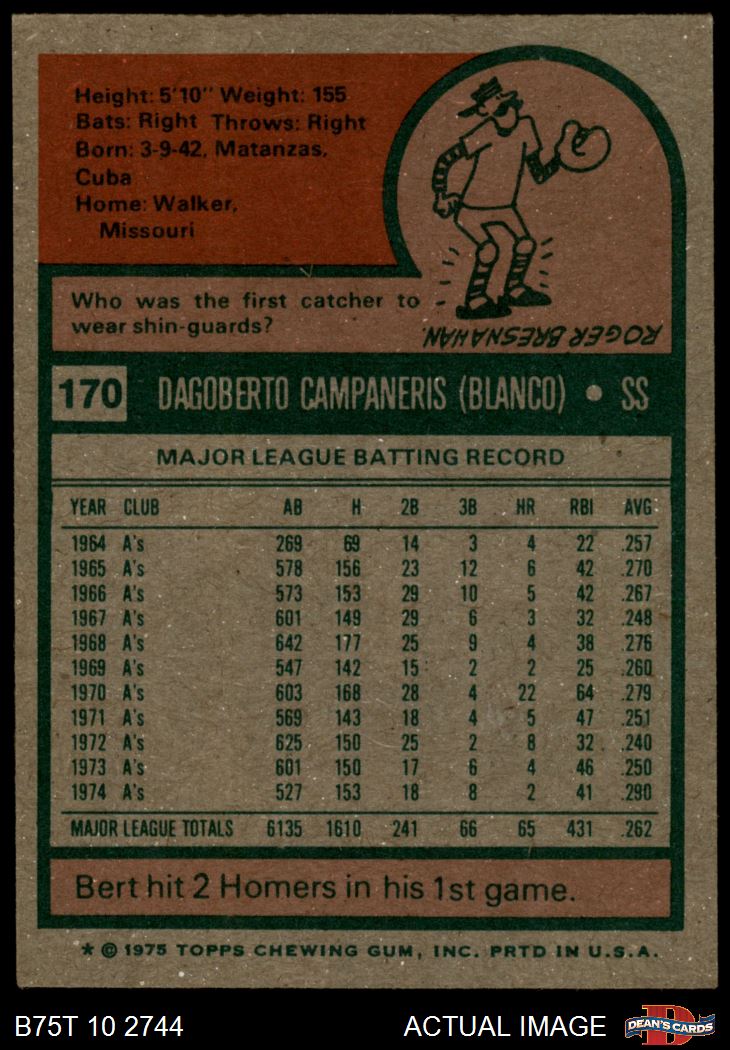 Height: 5'10" Weight: 155
Bats: Right Throws: Right
Born: 3-9-42, Matanzas,
Cuba
Home: Walker,
Missouri
Who was the first catcher to
wear shin-guards?
ROGER BRESNAHAN.
170 DAGOBERTO CAMPANERIS (BLANCO) • SS
MAJOR LEAGUE BATTING RECORD
YEAR CLUB AB H 2B 3B HR RBI AVG.
1964 A's 269 69 14 3 4 22 .257
1965 A's 578 156 23 12 6 42 .270
1966 A's 573 153 29 10 5 42 .267
1967 A's 601 149 29 6 3 32 .248
1968 A's 642 177 25 9 4 38 .276
1969 A's 547 142 15 2 2 25 .260
1970 A's 603 168 28 4 22 64 .279
1971 A's 569 143 18 4 5 47 .251
1972 A's 625 150 25 2 8 32 .240
1973 A's 601 150 17 6 4 46 .250
1974 A's 527 153 18 8 2 41 .290
MAJOR LEAGUE TOTALS 6135 1610 241 66 65 431 .262
Bert hit 2 Homers in his 1st game.
* © 1975 TOPPS CHEWING GUM, INC. PRTD IN U.S.A.
B75T 10 2744 ACTUAL IMAGE D DEAN'S CARDS